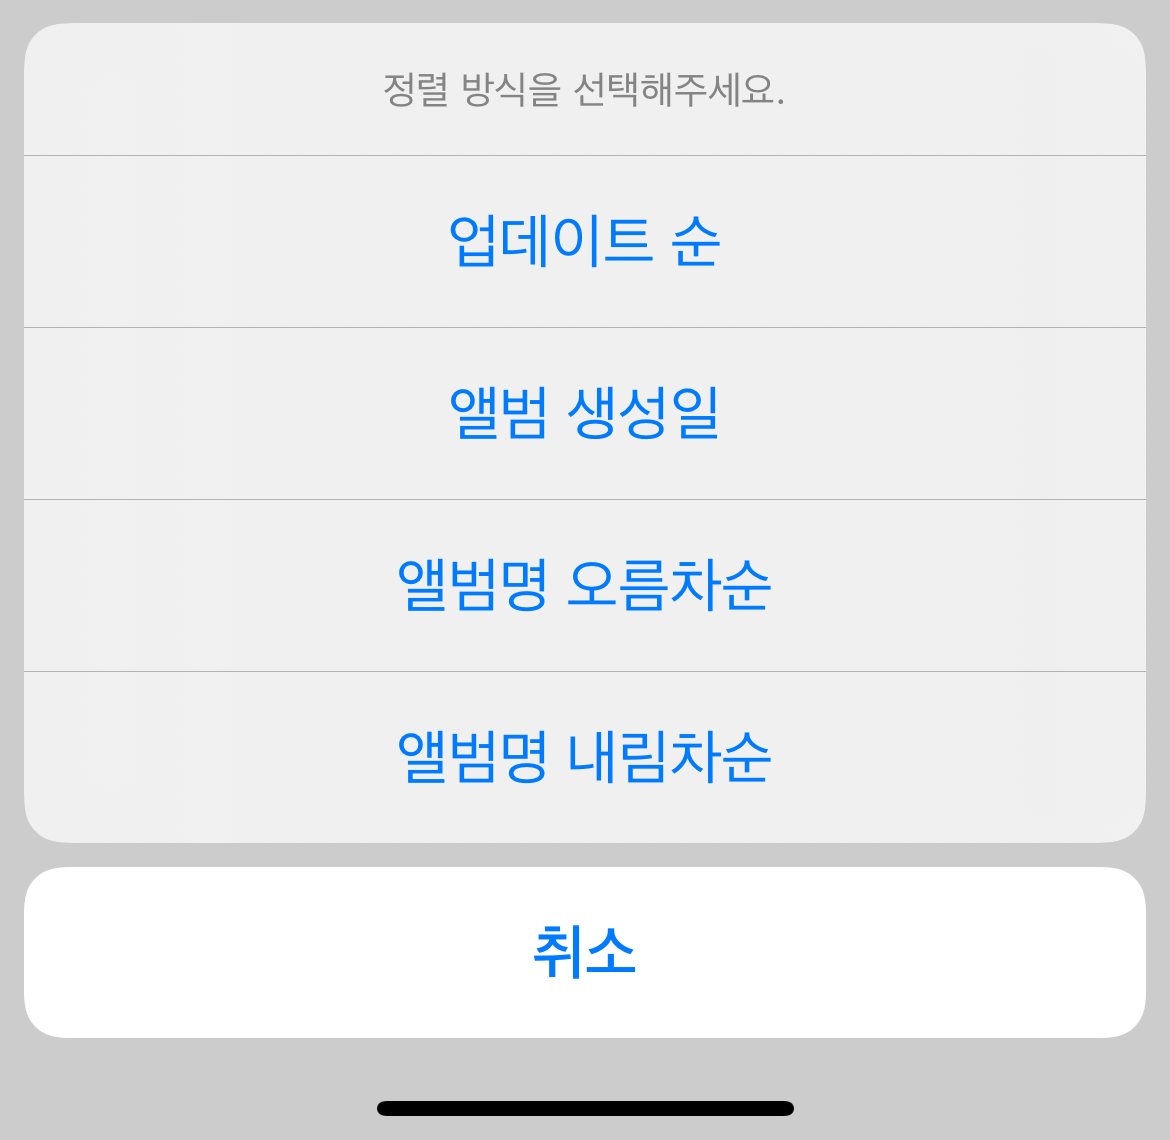 정렬 방식을 선택해주세요.
업데이트 순
앨범 생성일
앨범명 오름차순
앨범명 내림차순
취소